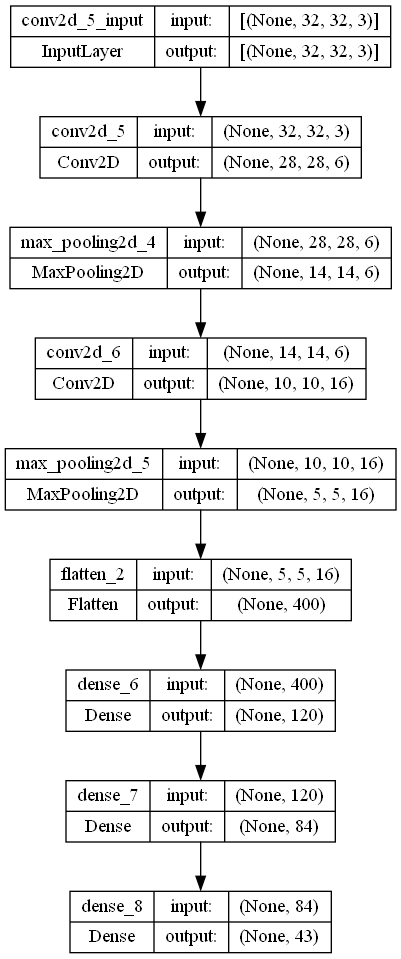 conv2d_5_input input: [(None, 32, 32, 3)]
InputLayer output: [(None, 32, 32, 3)]
conv2d_5 input: (None, 32, 32, 3)
Conv2D output: (None, 28, 28, 6)
max_pooling2d_4 input: (None, 28, 28, 6)
MaxPooling2D output: (None, 14, 14, 6)
conv2d_6 input: (None, 14, 14, 6)
Conv2D output: (None, 10, 10, 16)
max_pooling2d_5 input: (None, 10, 10, 16)
MaxPooling2D output: (None, 5, 5, 16)
flatten_2 input: (None, 5, 5, 16)
Flatten output: (None, 400)
dense_6 input: (None, 400)
Dense output: (None, 120)
dense_7 input: (None, 120)
Dense output: (None, 84)
dense_8 input: (None, 84)
Dense output: (None, 43)